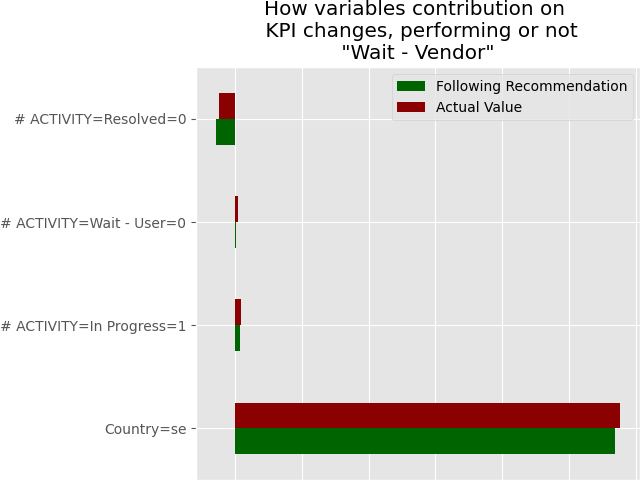 How variables contribution on
KPI changes, performing or not
"Wait - Vendor"
Following Recommendation
Actual Value
# ACTIVITY=Resolved=0
# ACTIVITY=Wait - User=0
# ACTIVITY=In Progress=1
Country=se